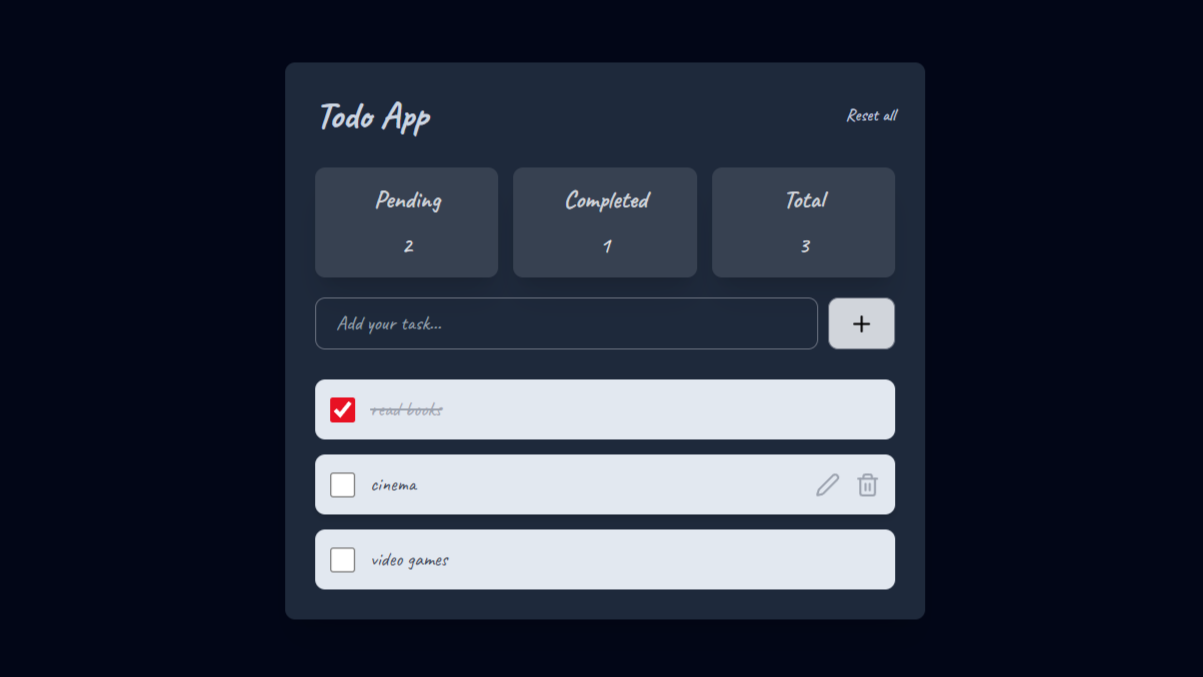 Todo App
Reset all
Pending
Completed
Total
2
1
3
Add your task...
read books
cinema
video games